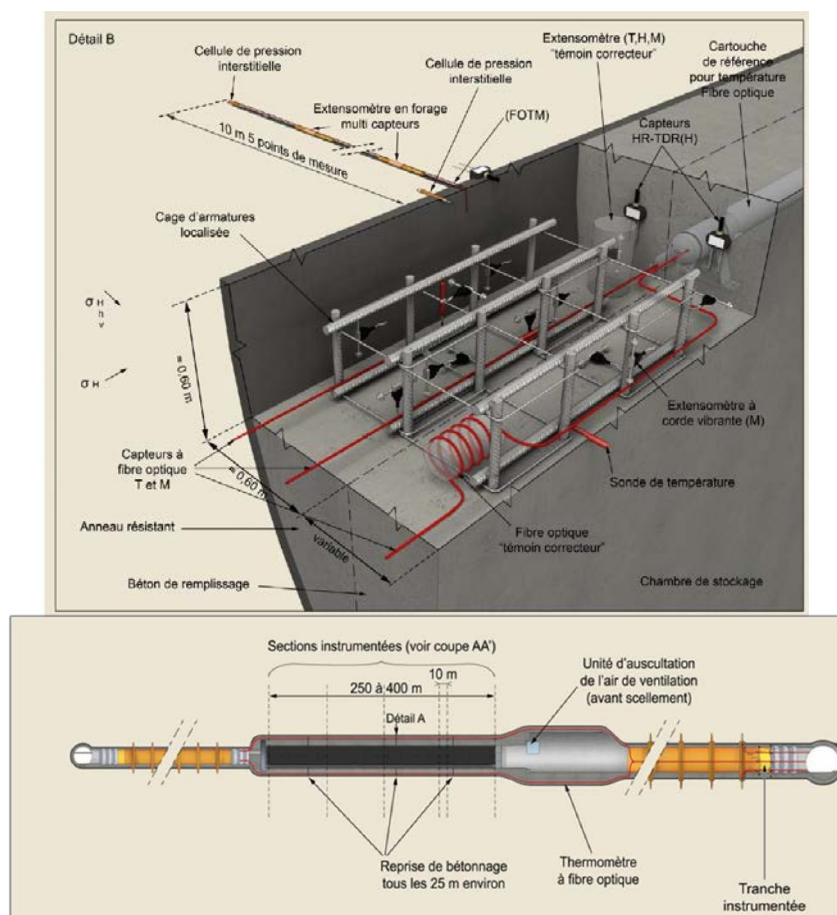 Détail B
Cellule de pression
interstitielle
Extensomètre en forage
multi capteurs
10 m 5 points de mesure
Cellule de pression
interstitielle
(FOTM)
Extensomètre (T,H,M)
"témoin correcteur"
Cartouche
de référence
pour température
Fibre optique
Capteurs
HR-TDR(H)
Cage d'armatures
localisée
σ H
h
v
σ H
≈ 0,60 m
Capteurs à
fibre optique
T et M
≈ 0,60 m
Anneau résistant
variable
Béton de remplissage
Extensomètre à
corde vibrante (M)
Sonde de température
Fibre optique
"témoin correcteur"
Chambre de stockage
Sections instrumentées (voir coupe AA')
250 à 400 m
10 m
Détail A
Unité d'auscultation
de l'air de ventilation
(avant scellement)
Reprise de bétonnage
tous les 25 m environ
Thermomètre
à fibre optique
Tranche
instrumentée